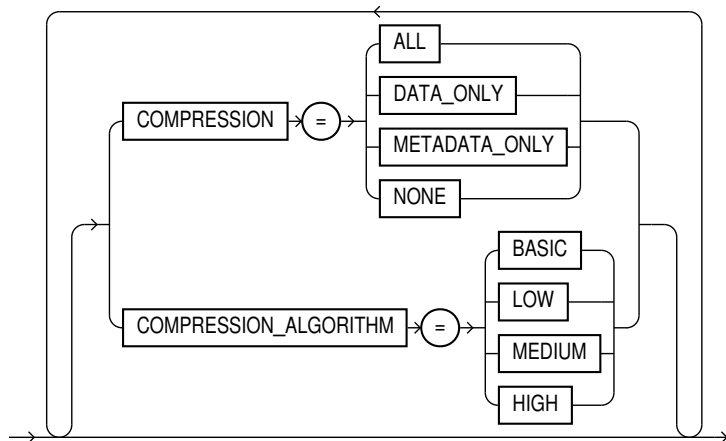 ALL
DATA_ONLY
COMPRESSION = METADATA_ONLY
NONE
BASIC
LOW
COMPRESSION_ALGORITHM = MEDIUM
HIGH